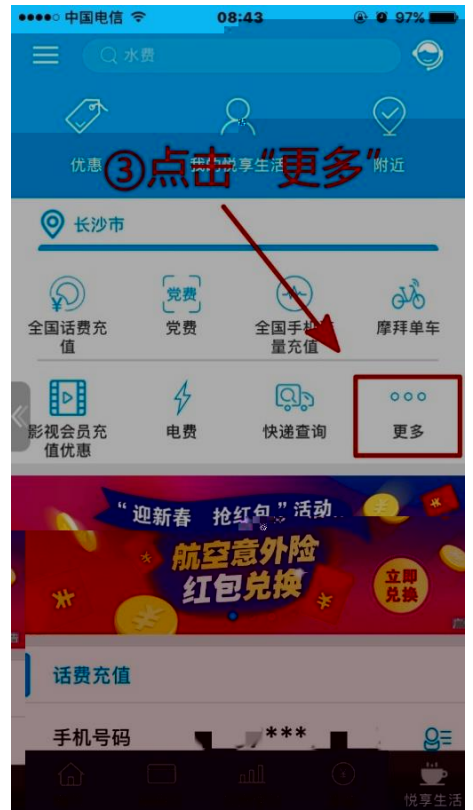 中国电信 08:43 97%
水费
优惠 我的悦享生活 附近
③点击“更多”
长沙市
全国话费充值 党费 全国手机流量充值 摩拜单车
影视会员充值优惠 电费 快递查询 更多
“迎新春 抢红包”活动
航空意外险
红包兑换
立即
兑换
话费充值
手机号码 ***
悦享生活